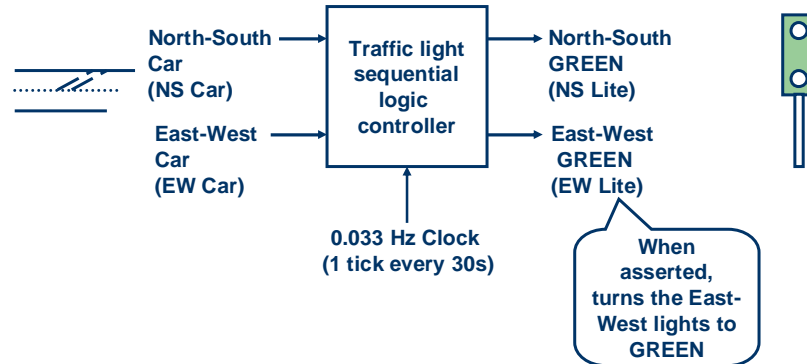 North-South
Car
(NS Car)
East-West
Car
(EW Car)
Traffic light
sequential
logic
controller
North-South
GREEN
(NS Lite)
East-West
GREEN
(EW Lite)
0.033 Hz Clock
(1 tick every 30s)
When
asserted,
turns the East-
West lights to
GREEN